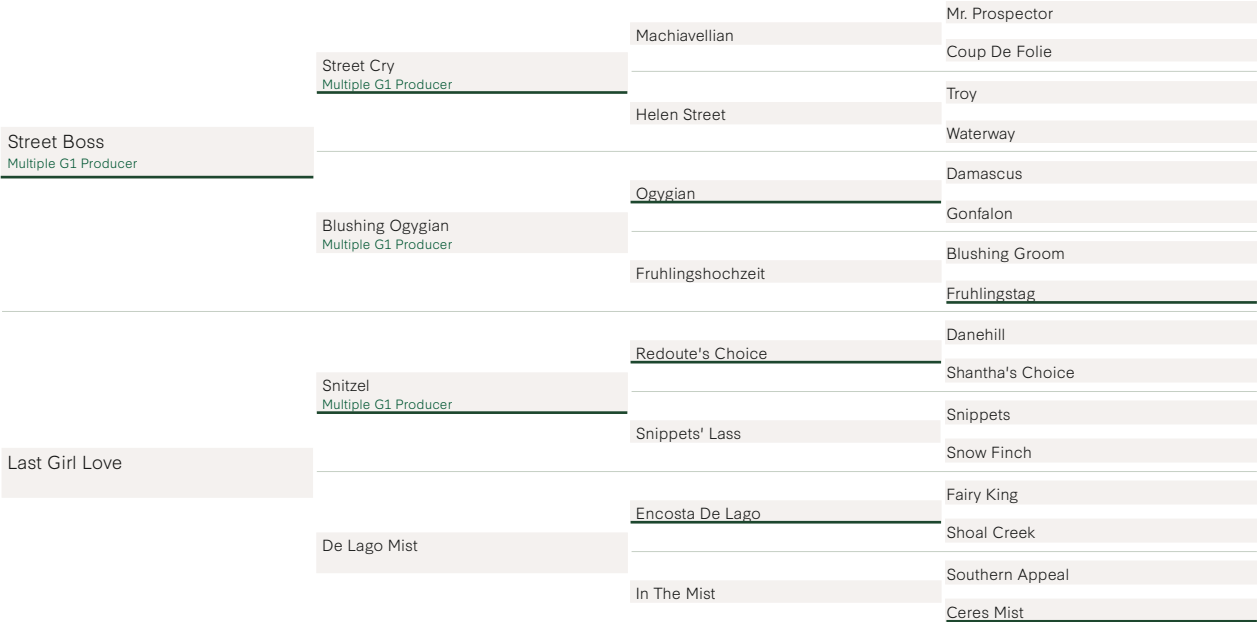 Street Boss
Multiple G1 Producer
Last Girl Love
Street Cry
Multiple G1 Producer
Blushing Ogygian
Multiple G1 Producer
Snitzel
Multiple G1 Producer
De Lago Mist
Machiavellian
Helen Street
Ogygian
Fruhlingshochzeit
Redoute's Choice
Snippets' Lass
Encosta De Lago
In The Mist
Mr. Prospector
Coup De Folie
Troy
Waterway
Damascus
Gonfalon
Blushing Groom
Fruhlingstag
Danehill
Shantha's Choice
Snippets
Snow Finch
Fairy King
Shoal Creek
Southern Appeal
Ceres Mist